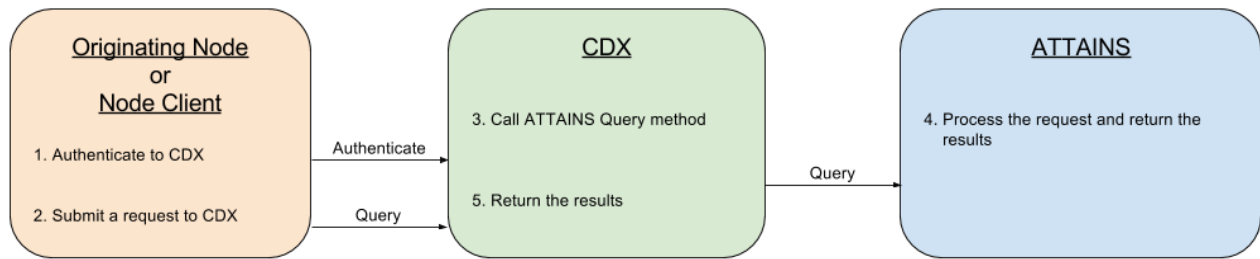 Originating Node
or
Node Client
1. Authenticate to CDX
2. Submit a request to CDX
Authenticate
Query
CDX
3. Call ATTAINS Query method
5. Return the results
Query
ATTAINS
4. Process the request and return the
results